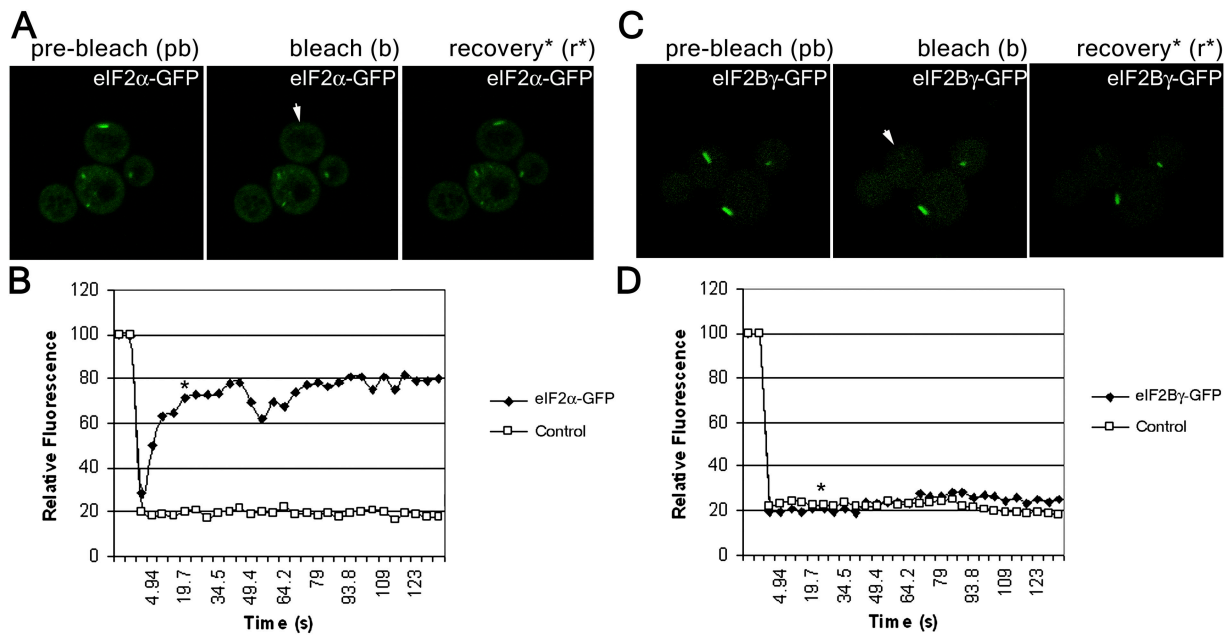 A
pre-bleach (pb)
bleach (b)
recovery* (r*)
eIF2α-GFP
eIF2α-GFP
eIF2α-GFP
B
120
100
80
60
40
20
0
Relative Fluorescence
*
4.94
19.7
34.5
49.4
64.2
79
93.8
109
123
Time (s)
eIF2α-GFP
Control
C
pre-bleach (pb)
bleach (b)
recovery* (r*)
eIF2Bγ-GFP
eIF2Bγ-GFP
eIF2Bγ-GFP
D
120
100
80
60
40
20
0
Relative Fluorescence
*
4.94
19.7
34.5
49.4
64.2
79
93.8
109
123
Time (s)
eIF2Bγ-GFP
Control